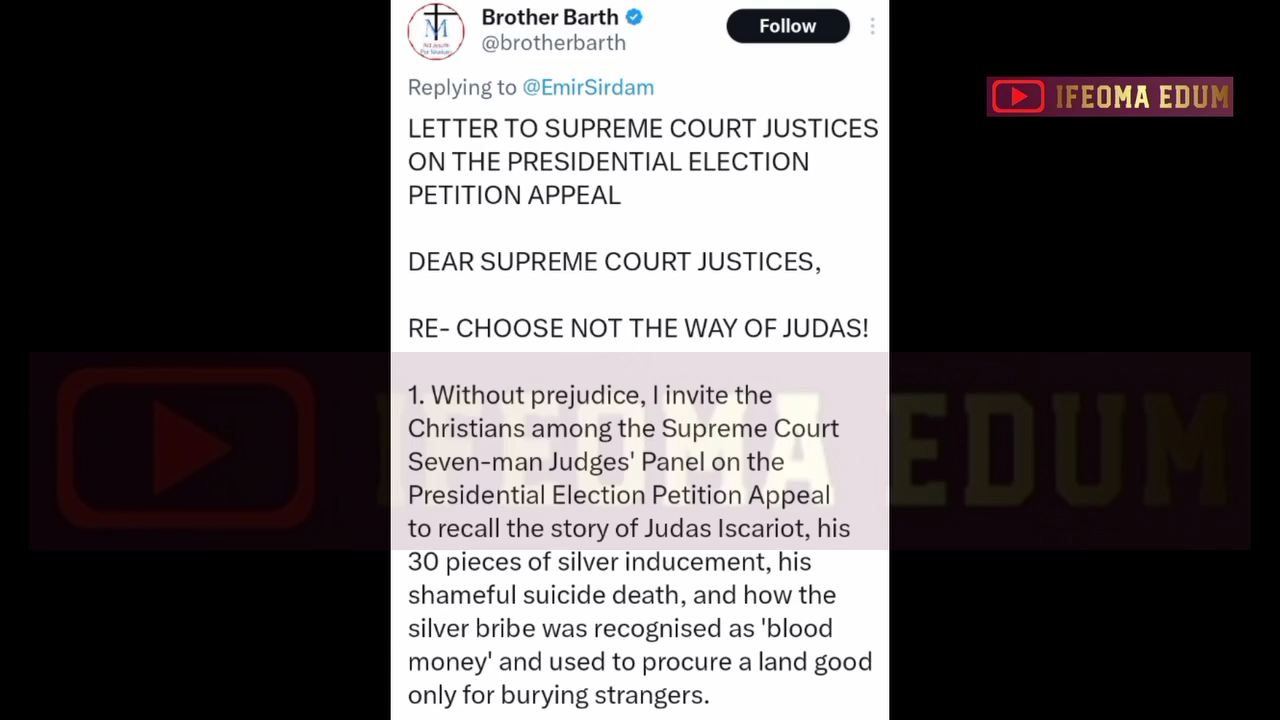 Brother Barth
@brotherbarth
Follow
Replying to @EmirSirdam
IFEOMA EDUM
LETTER TO SUPREME COURT JUSTICES
ON THE PRESIDENTIAL ELECTION
PETITION APPEAL
DEAR SUPREME COURT JUSTICES,
RE- CHOOSE NOT THE WAY OF JUDAS!
1. Without prejudice, I invite the
Christians among the Supreme Court
Seven-man Judges' Panel on the
Presidential Election Petition Appeal
to recall the story of Judas Iscariot, his
30 pieces of silver inducement, his
shameful suicide death, and how the
silver bribe was recognised as 'blood
money' and used to procure a land good
only for burying strangers.
IFEOMA EDUM